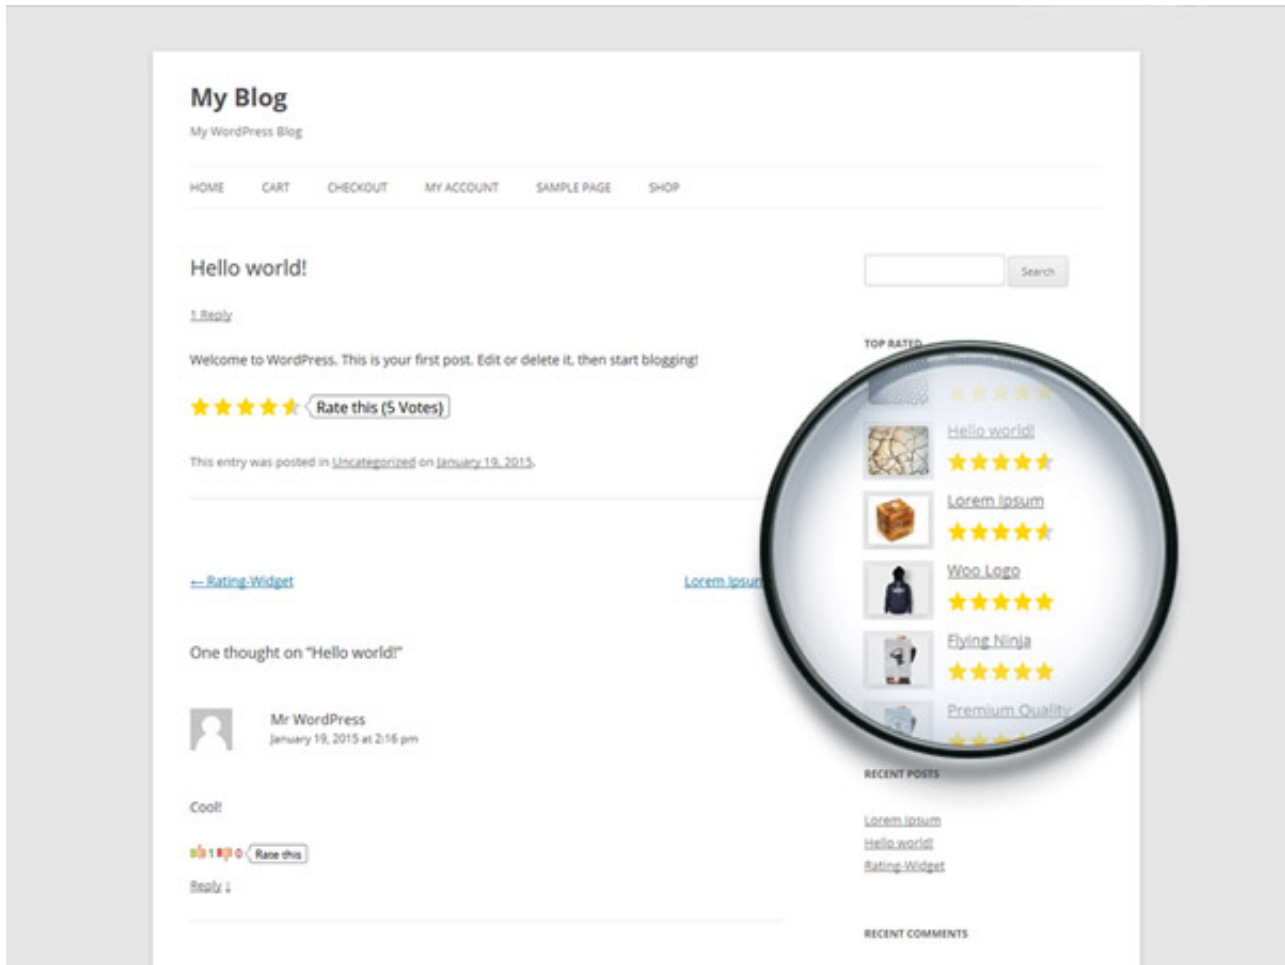 My Blog
My WordPress Blog
HOME CART CHECKOUT MY ACCOUNT SAMPLE PAGE SHOP
Hello world!
1 Reply
Welcome to WordPress. This is your first post. Edit or delete it, then start blogging!
Rate this (5 Votes)
This entry was posted in Uncategorized on January 19, 2015.
← Rating-Widget
Lorem Ipsum
One thought on “Hello world!”
Mr WordPress
January 19, 2015 at 2:16 pm
Cool!
1 0 Rate this
Reply ↓
Search
TOP RATED
Hello world!
Lorem Ipsum
Woo Logo
Flying Ninja
Premium Quality
RECENT POSTS
Lorem Ipsum
Hello world!
Rating-Widget
RECENT COMMENTS